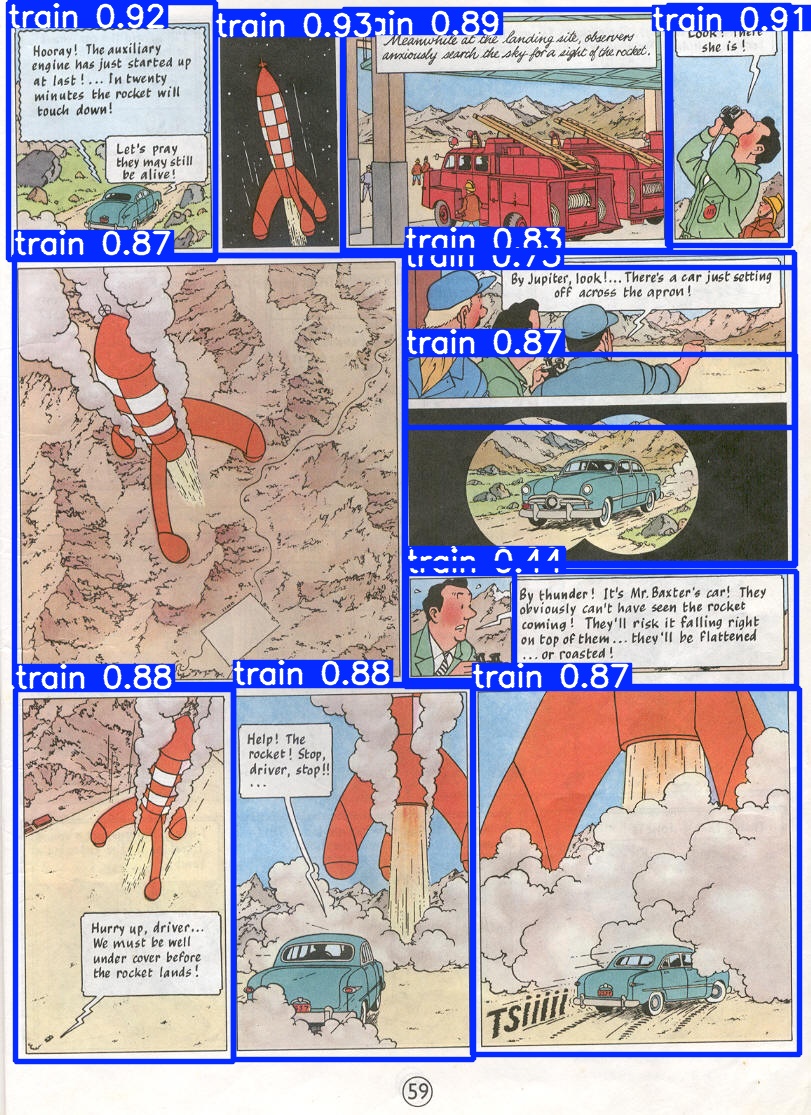 train 0.92
Hooray! The auxiliary
engine has just started up
at last!... In twenty
minutes the rocket will
touch down!
Let's pray
they may still
be alive!
train 0.93
train 0.89
Meanwhile at the landing site, observers
anxiously search the sky for a sight of the rocket.
train 0.91
Look! There
she is!
train 0.87
train 0.83
By Jupiter, look!... There's a car just setting
off across the apron!
train 0.87
train 0.44
By thunder! It's Mr. Baxter's car! They
obviously can't have seen the rocket
coming! They'll risk it falling right
on top of them... they'll be flattened
...or roasted!
train 0.88
Hurry up, driver...
We must be well
under cover before
the rocket lands!
train 0.88
Help! The
rocket! Stop,
driver, stop!!
...
train 0.87
TSiiiii
59